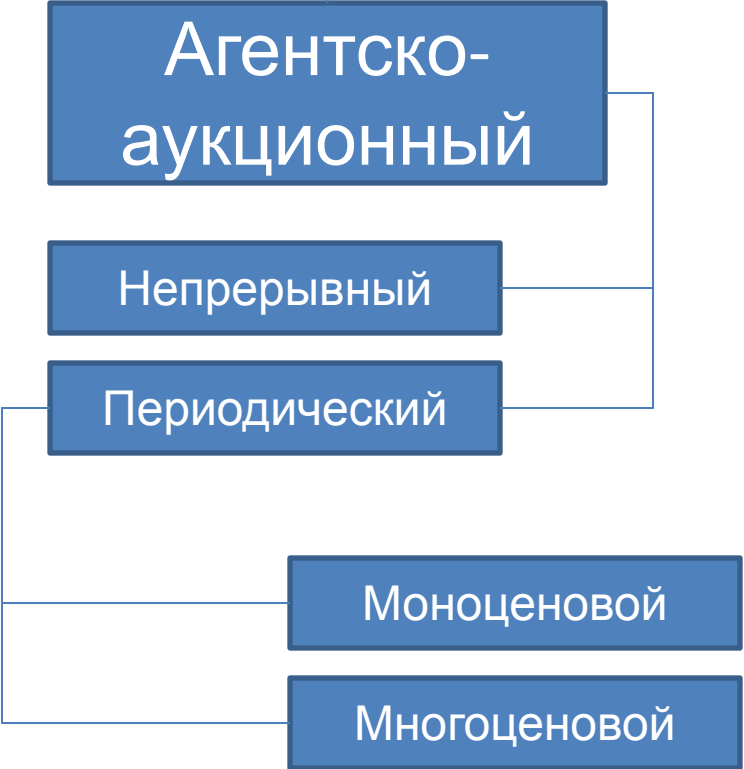 Агентско-
аукционный
Непрерывный
Периодический
Моноценовой
Многоценовой